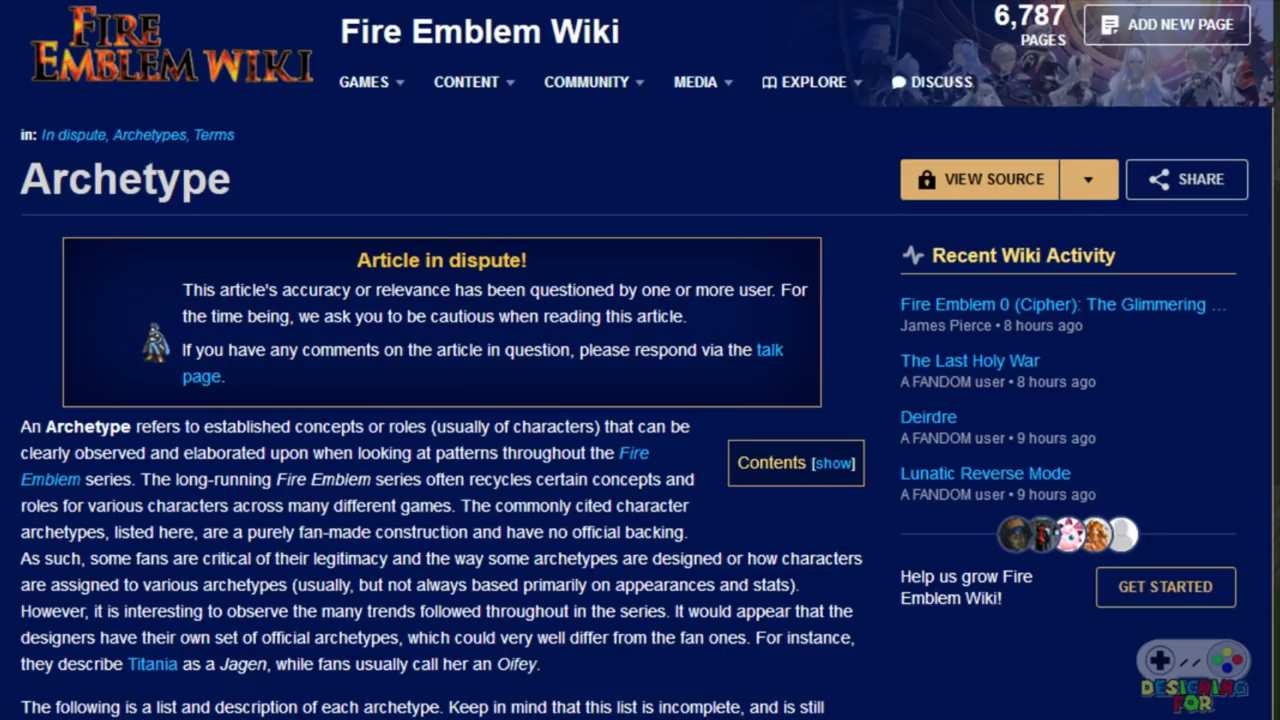 FIRE
EMBLEM WIKI
Fire Emblem Wiki
6,787
PAGES
ADD NEW PAGE
GAMES
CONTENT
COMMUNITY
MEDIA
EXPLORE
DISCUSS
in: In dispute, Archetypes, Terms
Archetype
VIEW SOURCE
SHARE
Article in dispute!
This article's accuracy or relevance has been questioned by one or more user. For
the time being, we ask you to be cautious when reading this article.
If you have any comments on the article in question, please respond via the talk
page.
An Archetype refers to established concepts or roles (usually of characters) that can be
clearly observed and elaborated upon when looking at patterns throughout the Fire
Emblem series. The long-running Fire Emblem series often recycles certain concepts and
roles for various characters across many different games. The commonly cited character
archetypes, listed here, are a purely fan-made construction and have no official backing.
As such, some fans are critical of their legitimacy and the way some archetypes are designed or how characters
are assigned to various archetypes (usually, but not always based primarily on appearances and stats).
However, it is interesting to observe the many trends followed throughout in the series. It would appear that the
designers have their own set of official archetypes, which could very well differ from the fan ones. For instance,
they describe Titania as a Jagen, while fans usually call her an Oifey.
The following is a list and description of each archetype. Keep in mind that this list is incomplete, and is still
Contents [show]
Recent Wiki Activity
Fire Emblem 0 (Cipher): The Glimmering ...
James Pierce • 8 hours ago
The Last Holy War
A FANDOM user • 8 hours ago
Deirdre
A FANDOM user • 9 hours ago
Lunatic Reverse Mode
A FANDOM user • 9 hours ago
Help us grow Fire
Emblem Wiki!
GET STARTED
DESIGNING
FOR